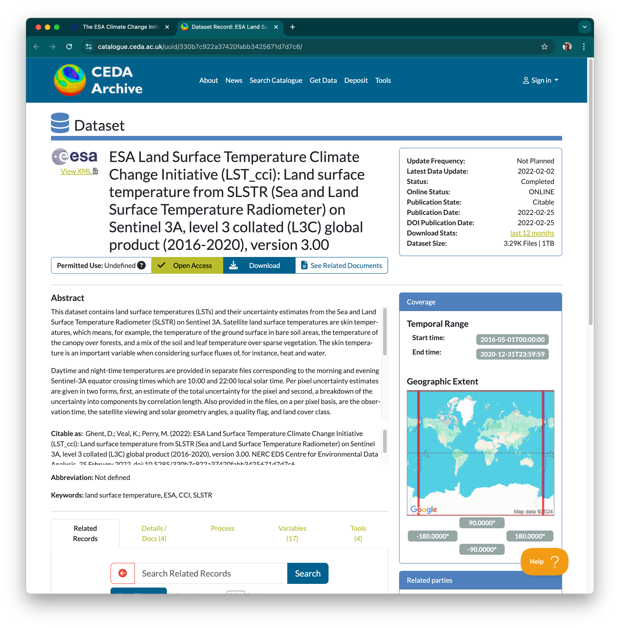 The ESA Climate Change Initi
Dataset Record: ESA Land Su
catalogue.ceda.ac.uk/uuid/330b7c922a37420fabb3425671d7d7c6/
CEDA
Archive
About News Search Catalogue Get Data Deposit Tools
Sign in
Dataset
esa
View XML
ESA Land Surface Temperature Climate
Change Initiative (LST_cci): Land surface
temperature from SLSTR (Sea and Land
Surface Temperature Radiometer) on
Sentinel 3A, level 3 collated (L3C) global
product (2016-2020), version 3.00
Update Frequency: Not Planned
Latest Data Update: 2022-02-02
Status: Completed
Online Status: ONLINE
Publication State: Citable
Publication Date: 2022-02-25
DOI Publication Date: 2022-02-25
Download Stats: last 12 months
Dataset Size: 3.29K Files | 1TB
Permitted Use: Undefined ? Open Access Download See Related Documents
Abstract
This dataset contains land surface temperatures (LSTs) and their uncertainty estimates from the Sea and Land
Surface Temperature Radiometer (SLSTR) on Sentinel 3A. Satellite land surface temperatures are skin temper-
atures, which means, for example, the temperature of the ground surface in bare soil areas, the temperature of
the canopy over forests, and a mix of the soil and leaf temperature over sparse vegetation. The skin tempera-
ture is an important variable when considering surface fluxes of, for instance, heat and water.
Daytime and night-time temperatures are provided in separate files corresponding to the morning and evening
Sentinel-3A equator crossing times which are 10:00 and 22:00 local solar time. Per pixel uncertainty estimates
are given in two forms, first, an estimate of the total uncertainty for the pixel and second, a breakdown of the
uncertainty into components by correlation length. Also provided in the files, on a per pixel basis, are the obser-
vation time, the satellite viewing and solar geometry angles, a quality flag, and land cover class.
Citable as: Ghent, D.; Veal, K.; Perry, M. (2022): ESA Land Surface Temperature Climate Change Initiative
(LST_cci): Land surface temperature from SLSTR (Sea and Land Surface Temperature Radiometer) on Sentinel
3A, level 3 collated (L3C) global product (2016-2020), version 3.00. NERC EDS Centre for Environmental Data
Analysis, 25 February 2022. doi:10.5285/330b7c922a37420fabb3425671d7d7c6.
Abbreviation: Not defined
Keywords: land surface temperature, ESA, CCI, SLSTR
Coverage
Temporal Range
Start time: 2016-05-01T00:00:00
End time: 2020-12-31T23:59:59
Geographic Extent
Google
Map data ©2024
90.0000°
-180.0000° 180.0000°
-90.0000°
Related
Records
Details /
Docs (4)
Process
Variables
(17)
Tools
(4)
Search Related Records
Search
Help ?
Related parties